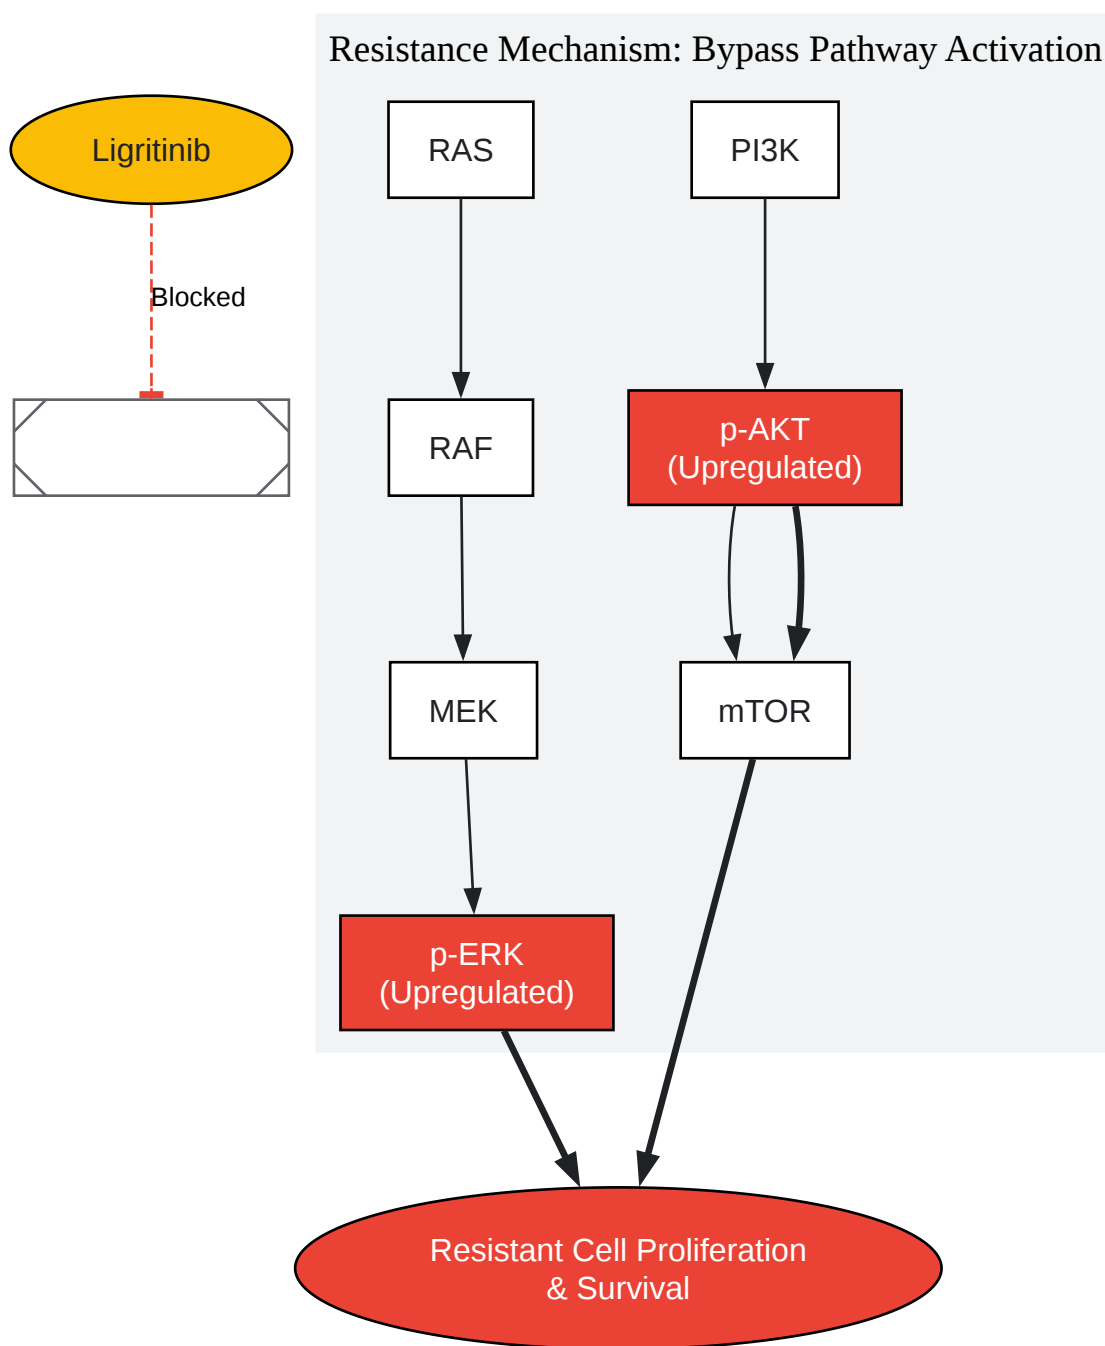 Resistance Mechanism: Bypass Pathway Activation
Ligritinib
RAS
PI3K
Blocked
RAF
p-AKT
(Upregulated)
MEK
mTOR
p-ERK
(Upregulated)
Resistant Cell Proliferation
& Survival